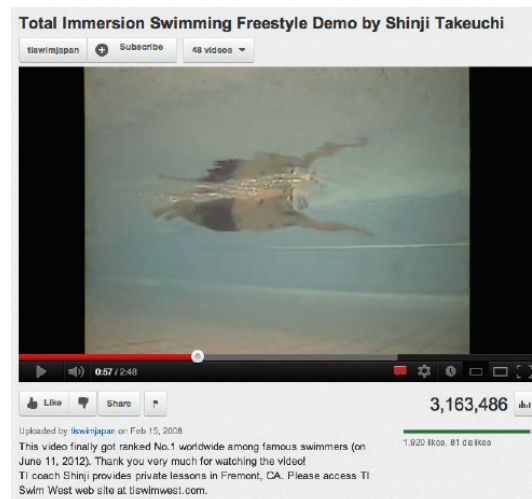 Total Immersion Swimming Freestyle Demo by Shinji Takeuchi
tiswimjapan Subscribe 48 videos
0:57 / 2:48
Like Share 3,163,486
Uploaded by tiswimjapan on Feb 15, 2008
1,920 likes, 81 dislikes
This video finally got ranked No.1 worldwide among famous swimmers (on
June 11, 2012). Thank you very much for watching the video!
TI coach Shinji provides private lessons in Fremont, CA. Please access TI
Swim West web site at tiswimwest.com.